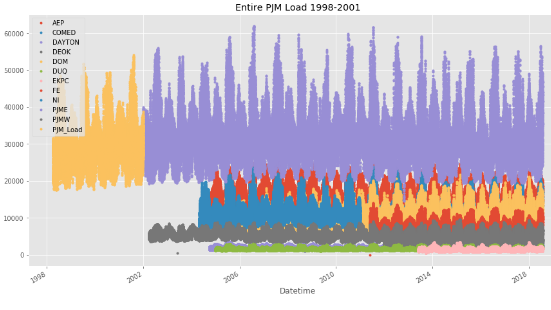 Entire PJM Load 1998-2001
60000
50000
40000
30000
20000
10000
0
AEP
COMED
DAYTON
DEOK
DOM
DUQ
EKPC
FE
NI
PJME
PJMW
PJM_Load
1998
2002
2006
2010
2014
2018
Datetime